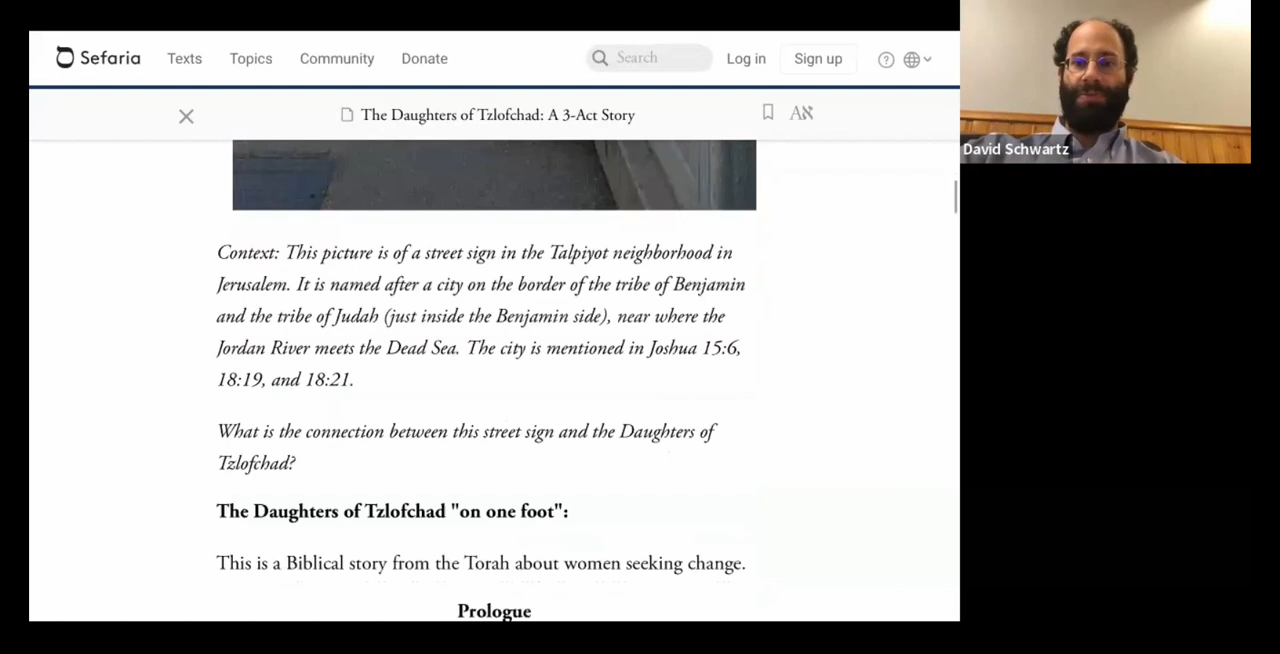 Sefaria Texts Topics Community Donate Search Log in Sign up
The Daughters of Tzlofchad: A 3-Act Story Aא
David Schwartz
Context: This picture is of a street sign in the Talpiyot neighborhood in
Jerusalem. It is named after a city on the border of the tribe of Benjamin
and the tribe of Judah (just inside the Benjamin side), near where the
Jordan River meets the Dead Sea. The city is mentioned in Joshua 15:6,
18:19, and 18:21.
What is the connection between this street sign and the Daughters of
Tzlofchad?
The Daughters of Tzlofchad "on one foot":
This is a Biblical story from the Torah about women seeking change.
Prologue